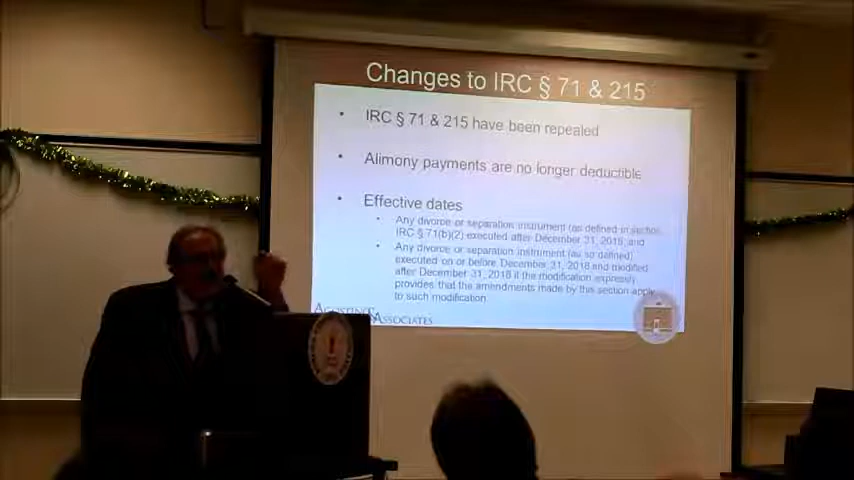 Changes to IRC § 71 & 215
• IRC § 71 & 215 have been repealed
• Alimony payments are no longer deductible
• Effective dates
• Any divorce or separation instrument (as defined in section
IRC § 71(b)(2) executed after December 31, 2018; and
• Any divorce or separation instrument (as so defined)
executed on or before December 31, 2018 and modified
after December 31, 2018 if the modification expressly
provides that the amendments made by this section apply
to such modification.
AGOSTINO
& ASSOCIATES